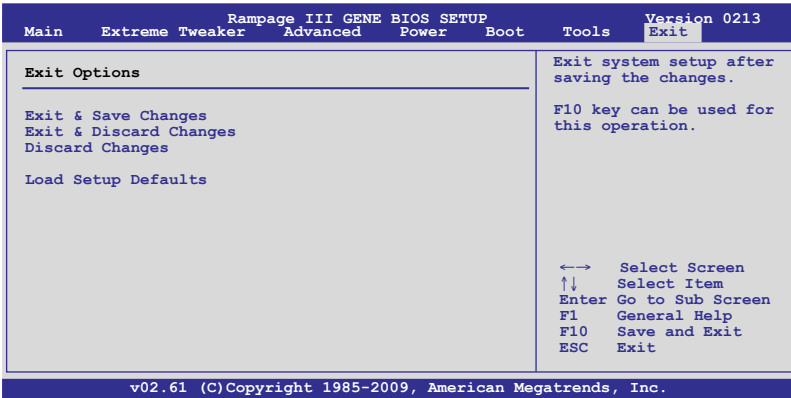 Rampage III GENE BIOS SETUP Version 0213
Main Extreme Tweaker Advanced Power Boot Tools Exit
Exit Options
Exit & Save Changes
Exit & Discard Changes
Discard Changes
Load Setup Defaults
Exit system setup after
saving the changes.
F10 key can be used for
this operation.
←→ Select Screen
↑↓ Select Item
Enter Go to Sub Screen
F1 General Help
F10 Save and Exit
ESC Exit
v02.61 (C)Copyright 1985-2009, American Megatrends, Inc.